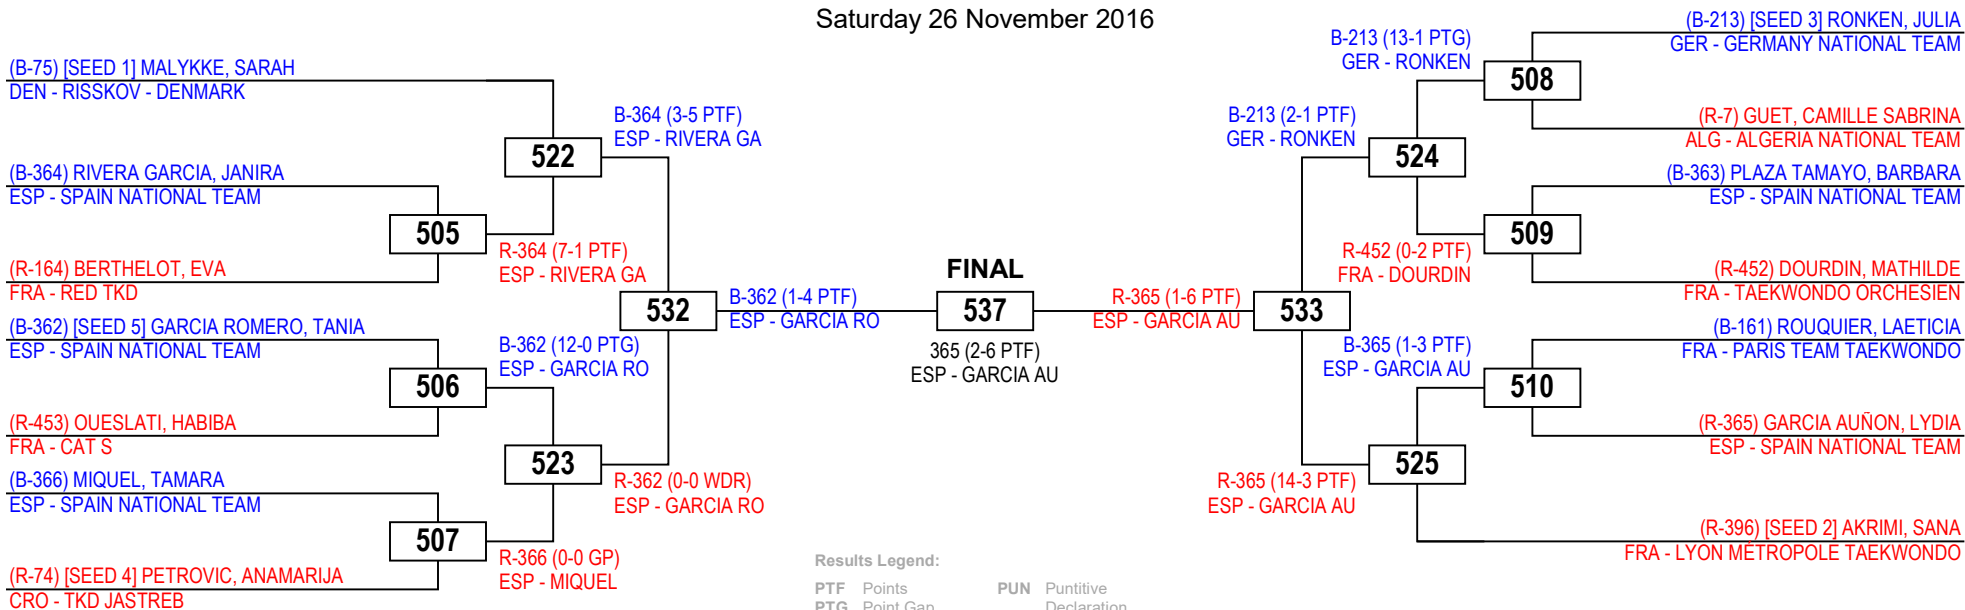 Saturday 26 November 2016
(B-75) [SEED 1] MALYKKE, SARAH
DEN - RISSKOV - DENMARK
B-364 (3-5 PTF)
ESP - RIVERA GA
522
(B-364) RIVERA GARCIA, JANIRA
ESP - SPAIN NATIONAL TEAM
505
R-364 (7-1 PTF)
ESP - RIVERA GA
(R-164) BERTHELOT, EVA
FRA - RED TKD
532
B-362 (1-4 PTF)
ESP - GARCIA RO
(B-362) [SEED 5] GARCIA ROMERO, TANIA
ESP - SPAIN NATIONAL TEAM
B-362 (12-0 PTG)
ESP - GARCIA RO
506
(R-453) OUESLATI, HABIBA
FRA - CAT S
523
R-362 (0-0 WDR)
ESP - GARCIA RO
(B-366) MIQUEL, TAMARA
ESP - SPAIN NATIONAL TEAM
507
R-366 (0-0 GP)
ESP - MIQUEL
(R-74) [SEED 4] PETROVIC, ANAMARIJA
CRO - TKD JASTREB
FINAL
537
365 (2-6 PTF)
ESP - GARCIA AU
(B-213) [SEED 3] RONKEN, JULIA
GER - GERMANY NATIONAL TEAM
B-213 (13-1 PTG)
GER - RONKEN
508
(R-7) GUET, CAMILLE SABRINA
ALG - ALGERIA NATIONAL TEAM
B-213 (2-1 PTF)
GER - RONKEN
524
(B-363) PLAZA TAMAYO, BARBARA
ESP - SPAIN NATIONAL TEAM
509
R-452 (0-2 PTF)
FRA - DOURDIN
(R-452) DOURDIN, MATHILDE
FRA - TAEKWONDO ORCHESIEN
R-365 (1-6 PTF)
ESP - GARCIA AU
533
(B-161) ROUQUIER, LAETICIA
FRA - PARIS TEAM TAEKWONDO
B-365 (1-3 PTF)
ESP - GARCIA AU
510
(R-365) GARCIA AUÑON, LYDIA
ESP - SPAIN NATIONAL TEAM
525
R-365 (14-3 PTF)
ESP - GARCIA AU
(R-396) [SEED 2] AKRIMI, SANA
FRA - LYON MÉTROPOLE TAEKWONDO
Results Legend:
PTF Points PUN Puntitive
PTG Point Gap Declaration